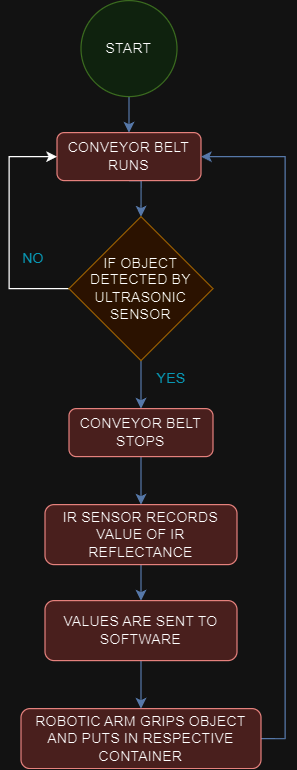 START
CONVEYOR BELT
RUNS
NO
IF OBJECT
DETECTED BY
ULTRASONIC
SENSOR
YES
CONVEYOR BELT
STOPS
IR SENSOR RECORDS
VALUE OF IR
REFLECTANCE
VALUES ARE SENT TO
SOFTWARE
ROBOTIC ARM GRIPS OBJECT
AND PUTS IN RESPECTIVE
CONTAINER